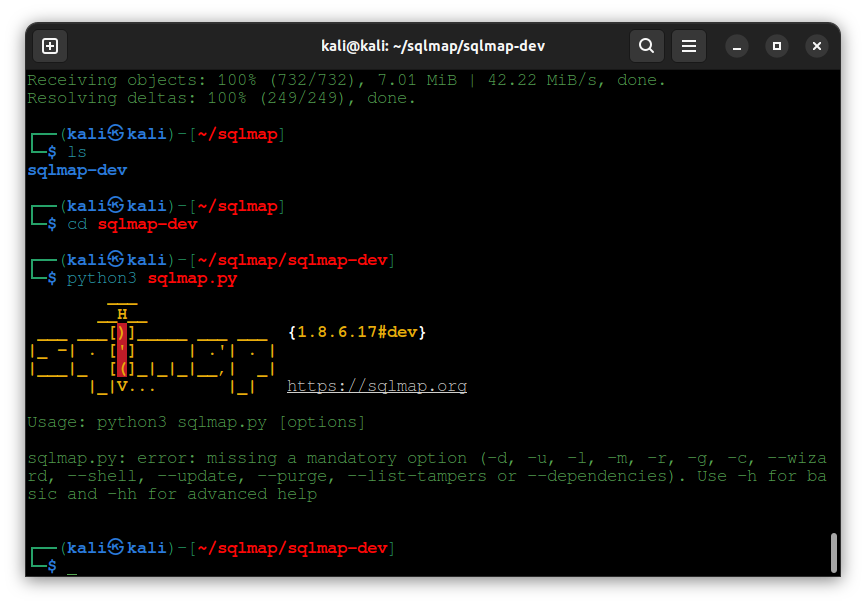 kali@kali: ~/sqlmap/sqlmap-dev
Receiving objects: 100% (732/732), 7.01 MiB | 42.22 MiB/s, done.
Resolving deltas: 100% (249/249), done.
┌──(kali㉿kali)-[~/sqlmap]
└─$ ls
sqlmap-dev
┌──(kali㉿kali)-[~/sqlmap]
└─$ cd sqlmap-dev
┌──(kali㉿kali)-[~/sqlmap/sqlmap-dev]
└─$ python3 sqlmap.py
        ___
       __H__
 ___ ___[)]_____ ___ ___  {1.8.6.17#dev}
|_ -| . [']     | .'| . |
|___|_  [(]_|_|_|__,|  _|
      |_|V...       |_|   https://sqlmap.org
Usage: python3 sqlmap.py [options]
sqlmap.py: error: missing a mandatory option (-d, -u, -l, -m, -r, -g, -c, --wiza
rd, --shell, --update, --purge, --list-tampers or --dependencies). Use -h for ba
sic and -hh for advanced help
┌──(kali㉿kali)-[~/sqlmap/sqlmap-dev]
└─$ _